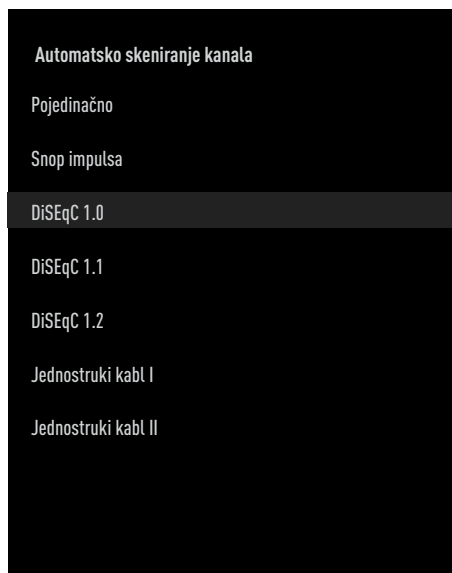 Automatsko skeniranje kanala
Pojedinačno
Snop impulsa
DiSEqC 1.0
DiSEqC 1.1
DiSEqC 1.2
Jednostruki kabl I
Jednostruki kabl II